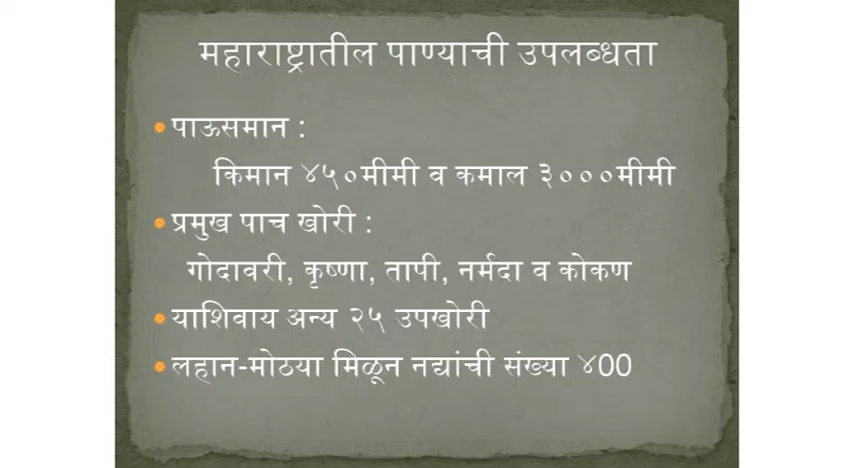 महाराष्ट्रातील पाण्याची उपलब्धता
• पाऊसमान :
किमान ४५०मीमी व कमाल ३०००मीमी
• प्रमुख पाच खोरी :
गोदावरी, कृष्णा, तापी, नर्मदा व कोकण
• याशिवाय अन्य २५ उपखोरी
• लहान-मोठया मिळून नद्यांची संख्या ४00